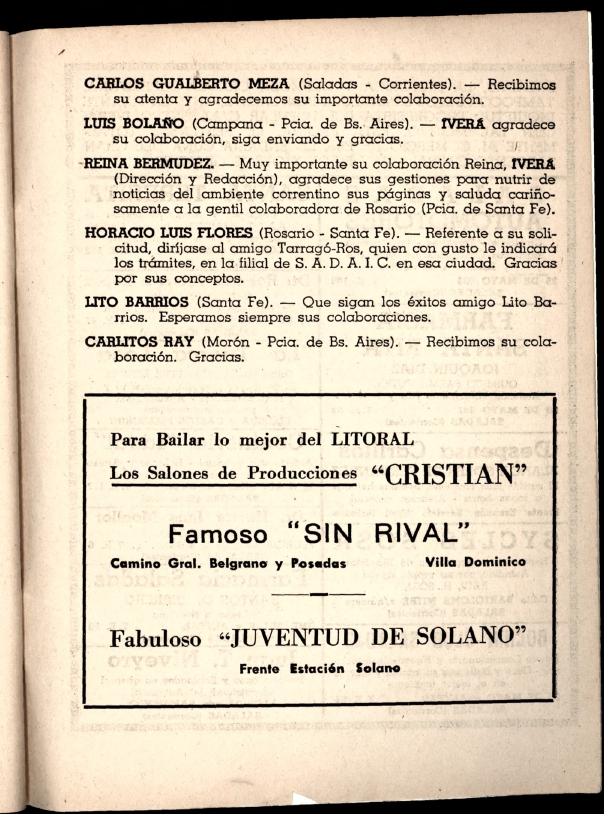 CARLOS GUALBERTO MEZA (Saladas - Corrientes). — Recibimos
su atenta y agradecemos su importante colaboración.
LUIS BOLAÑO (Campana - Pcia. de Bs. Aires). — IVERÁ agradece
su colaboración, siga enviando y gracias.
REINA BERMUDEZ. — Muy importante su colaboración Reina, IVERÁ
(Dirección y Redacción), agradece sus gestiones para nutrir de
noticias del ambiente correntino sus páginas y saluda cariño-
samente a la gentil colaboradora de Rosario (Pcia. de Santa Fe).
HORACIO LUIS FLORES (Rosario - Santa Fe). — Referente a su soli-
citud, diríjase al amigo Tarragó-Ros, quien con gusto le indicará
los trámites, en la filial de S. A. D. A. I. C. en esa ciudad. Gracias
por sus conceptos.
LITO BARRIOS (Santa Fe). — Que sigan los éxitos amigo Lito Ba-
rrios. Esperamos siempre sus colaboraciones.
CARLITOS RAY (Morón - Pcia. de Bs. Aires). — Recibimos su cola-
boración. Gracias.
Para Bailar lo mejor del LITORAL
Los Salones de Producciones “CRISTIAN”
Famoso “SIN RIVAL”
Camino Gral. Belgrano y Posadas Villa Dominico
Fabuloso “JUVENTUD DE SOLANO”
Frente Estación Solano